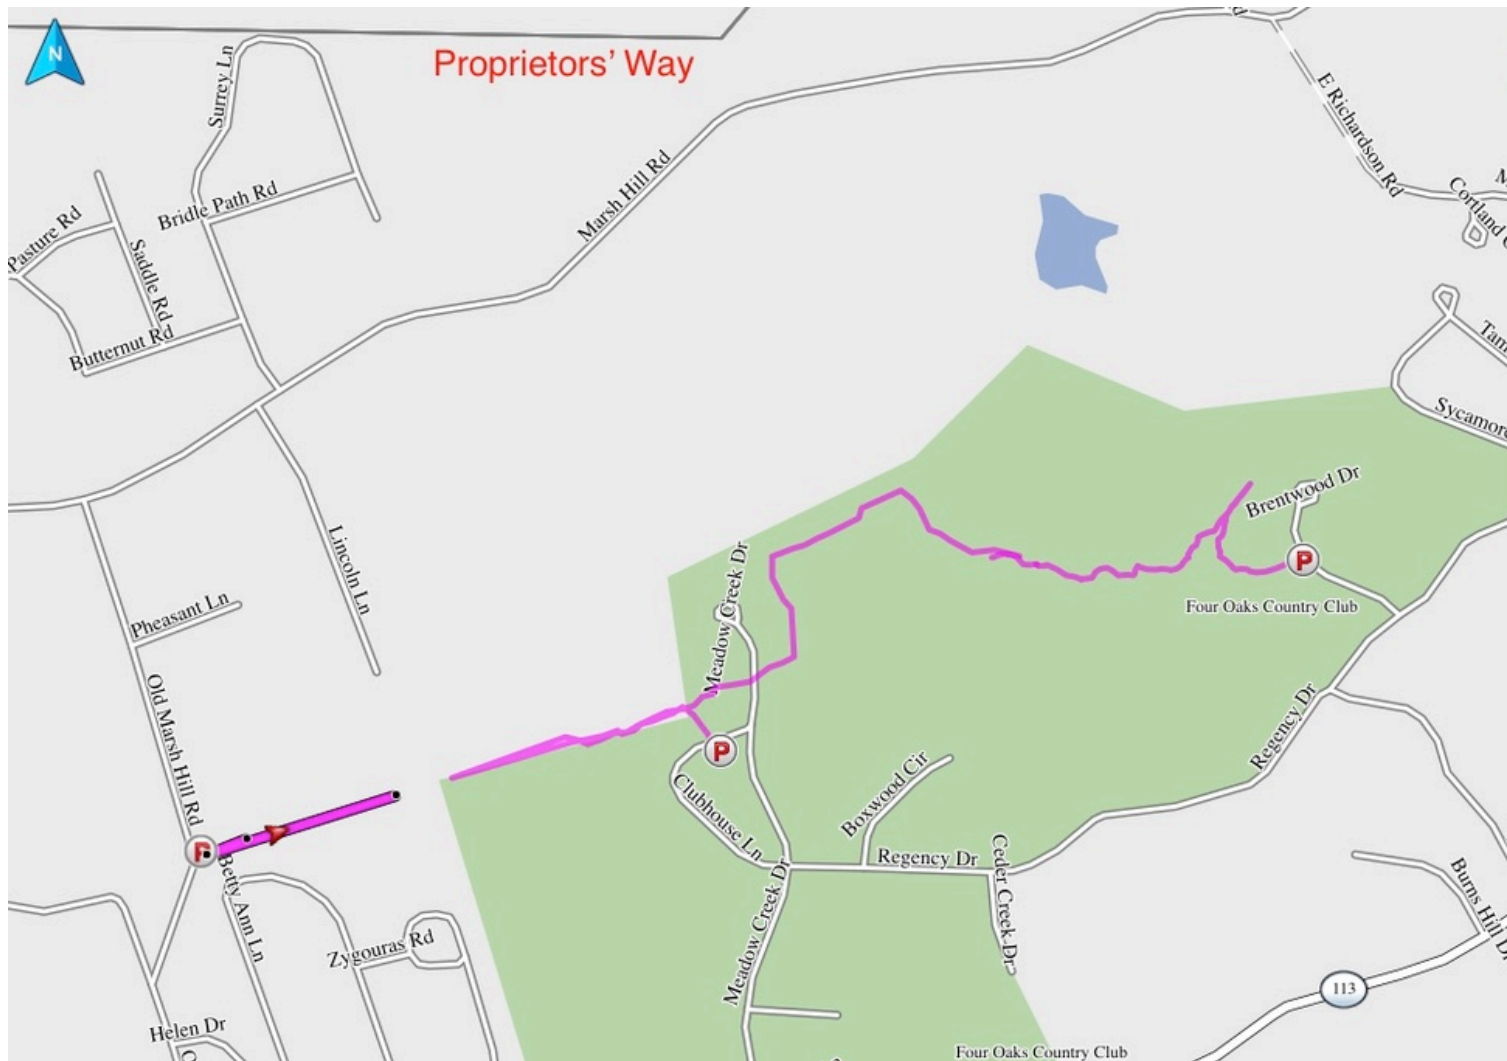 N
Proprietors' Way
Surrey Ln
Bridle Path Rd
Pasture Rd
Saddle Rd
Butternut Rd
Marsh Hill Rd
E Richardson Rd
Cortland
Tam
Sycamore
Lincoln Ln
Pheasant Ln
Old Marsh Hill Rd
Meadow Creek Dr
Brentwood Dr
P
Four Oaks Country Club
Regency Dr
P
Clubhouse Ln
Boxwood Cir
P
Betty Ann Ln
Regency Dr
Ceder Creek Dr
Meadow Creek Dr
Zygouras Rd
Burns Hill Dr
113
Helen Dr
Four Oaks Country Club